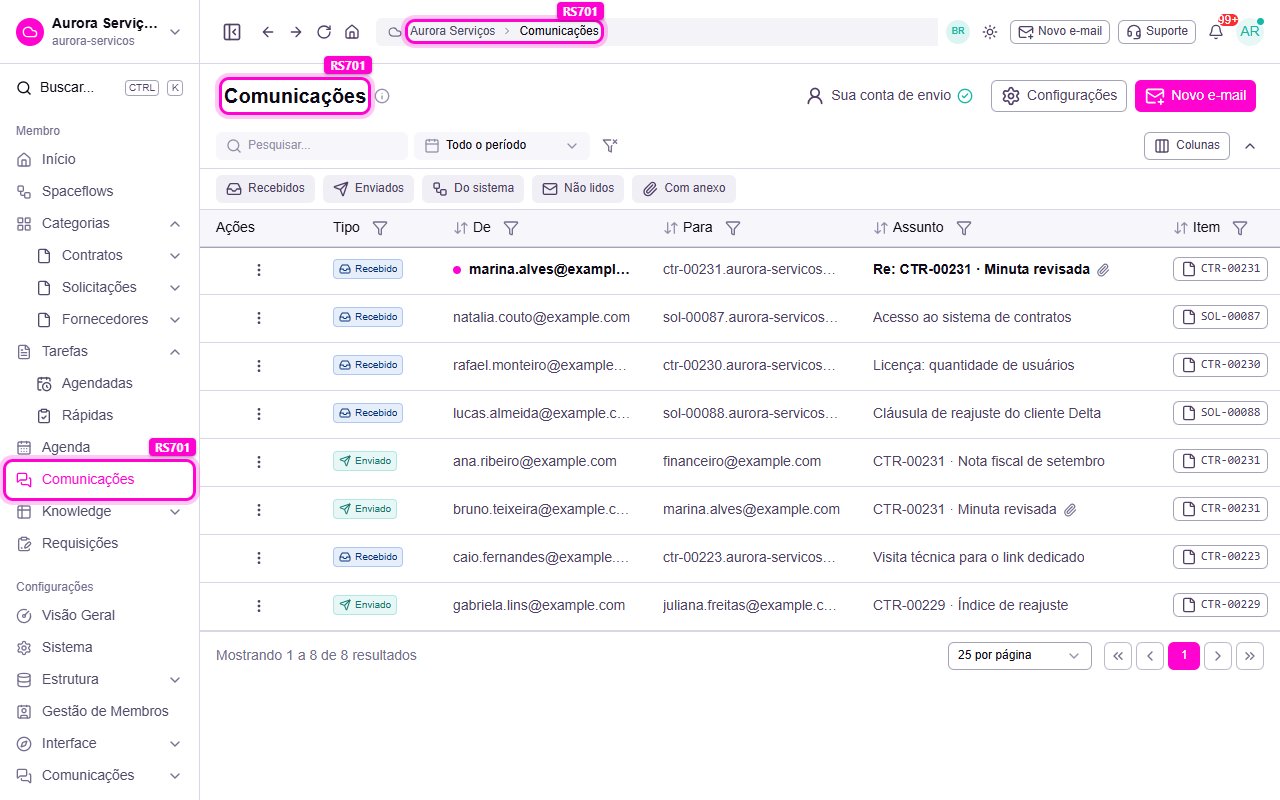 Aurora Serviç...
aurora-servicos
Buscar...
CTRL K
Membro
Início
Spaceflows
Categorias
Contratos
Solicitações
Fornecedores
Tarefas
Agendadas
Rápidas
Agenda
RS701
Comunicações
Knowledge
Requisições
Configurações
Visão Geral
Sistema
Estrutura
Gestão de Membros
Interface
Comunicações
RS701
Aurora Serviços > Comunicações
BR
Novo e-mail
Suporte
99+
AR
RS701
Comunicações
Sua conta de envio
Configurações
Novo e-mail
Pesquisar...
Todo o período
Colunas
Recebidos Enviados Do sistema Não lidos Com anexo
Ações Tipo De Para Assunto Item
Recebido marina.alves@exampl... ctr-00231.aurora-servicos... Re: CTR-00231 · Minuta revisada CTR-00231
Recebido natalia.couto@example.com sol-00087.aurora-servicos... Acesso ao sistema de contratos SOL-00087
Recebido rafael.monteiro@example... ctr-00230.aurora-servicos... Licença: quantidade de usuários CTR-00230
Recebido lucas.almeida@example.c... sol-00088.aurora-servicos... Cláusula de reajuste do cliente Delta SOL-00088
Enviado ana.ribeiro@example.com financeiro@example.com CTR-00231 · Nota fiscal de setembro CTR-00231
Enviado bruno.teixeira@example.c... marina.alves@example.com CTR-00231 · Minuta revisada CTR-00231
Recebido caio.fernandes@example.... ctr-00223.aurora-servicos... Visita técnica para o link dedicado CTR-00223
Enviado gabriela.lins@example.com juliana.freitas@example.c... CTR-00229 · Índice de reajuste CTR-00229
Mostrando 1 a 8 de 8 resultados
25 por página
1